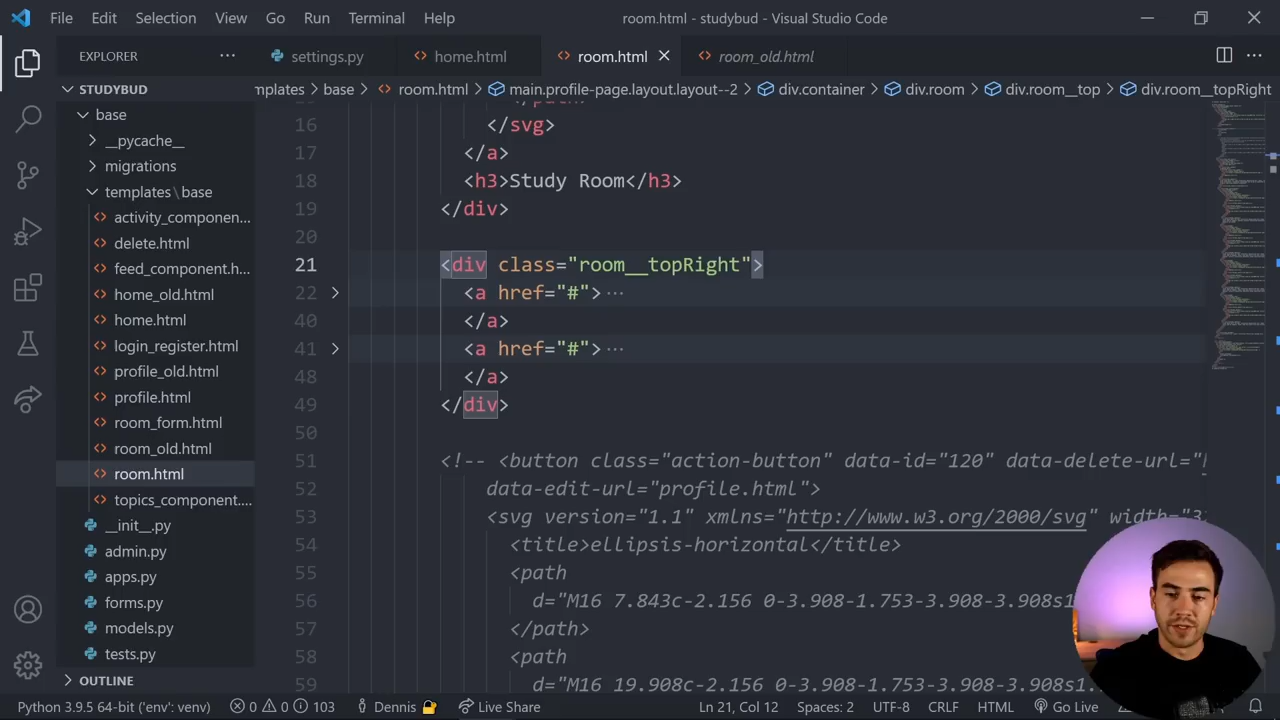 File Edit Selection View Go Run Terminal Help room.html - studybud - Visual Studio Code
EXPLORER ··· settings.py home.html room.html room_old.html ···
STUDYBUD
mplates > base > room.html > main.profile-page.layout.layout--2 > div.container > div.room > div.room__top > div.room__topRight
base
__pycache__
migrations
templates\base
activity_componen...
delete.html
feed_component.h...
home_old.html
home.html
login_register.html
profile_old.html
profile.html
room_form.html
room_old.html
room.html
topics_component....
__init__.py
admin.py
apps.py
forms.py
models.py
tests.py
OUTLINE
16 </svg>
17 </a>
18 <h3>Study Room</h3>
19 </div>
20
21 <div class="room__topRight">
22 <a href="#"> ···
40 </a>
41 <a href="#"> ···
48 </a>
49 </div>
50
51 <!-- <button class="action-button" data-id="120" data-delete-url="
52 data-edit-url="profile.html">
53 <svg version="1.1" xmlns="http://www.w3.org/2000/svg" width="3
54 <title>ellipsis-horizontal</title>
55 <path
56 d="M16 7.843c-2.156 0-3.908-1.753-3.908-3.908s1
57 </path>
58 <path
59 d="M16 19.908c-2.156 0-3.908-1.753-3.908-3.908s1.
Python 3.9.5 64-bit ('env': venv) 0 0 103 Dennis Live Share Ln 21, Col 12 Spaces: 2 UTF-8 CRLF HTML Go Live